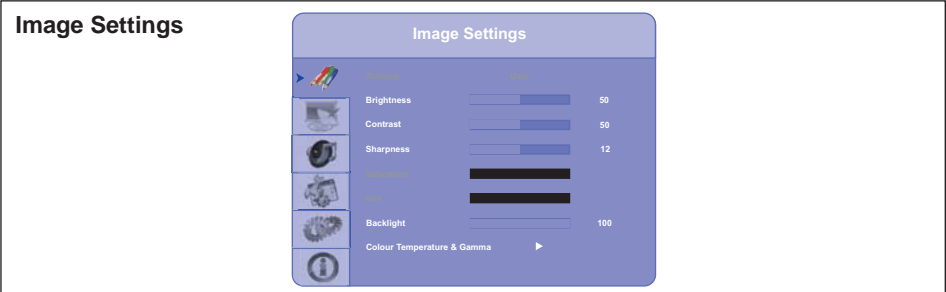 Image Settings
Image Settings
Brightness 50
Contrast 50
Sharpness 12
Backlight 100
Colour Temperature & Gamma